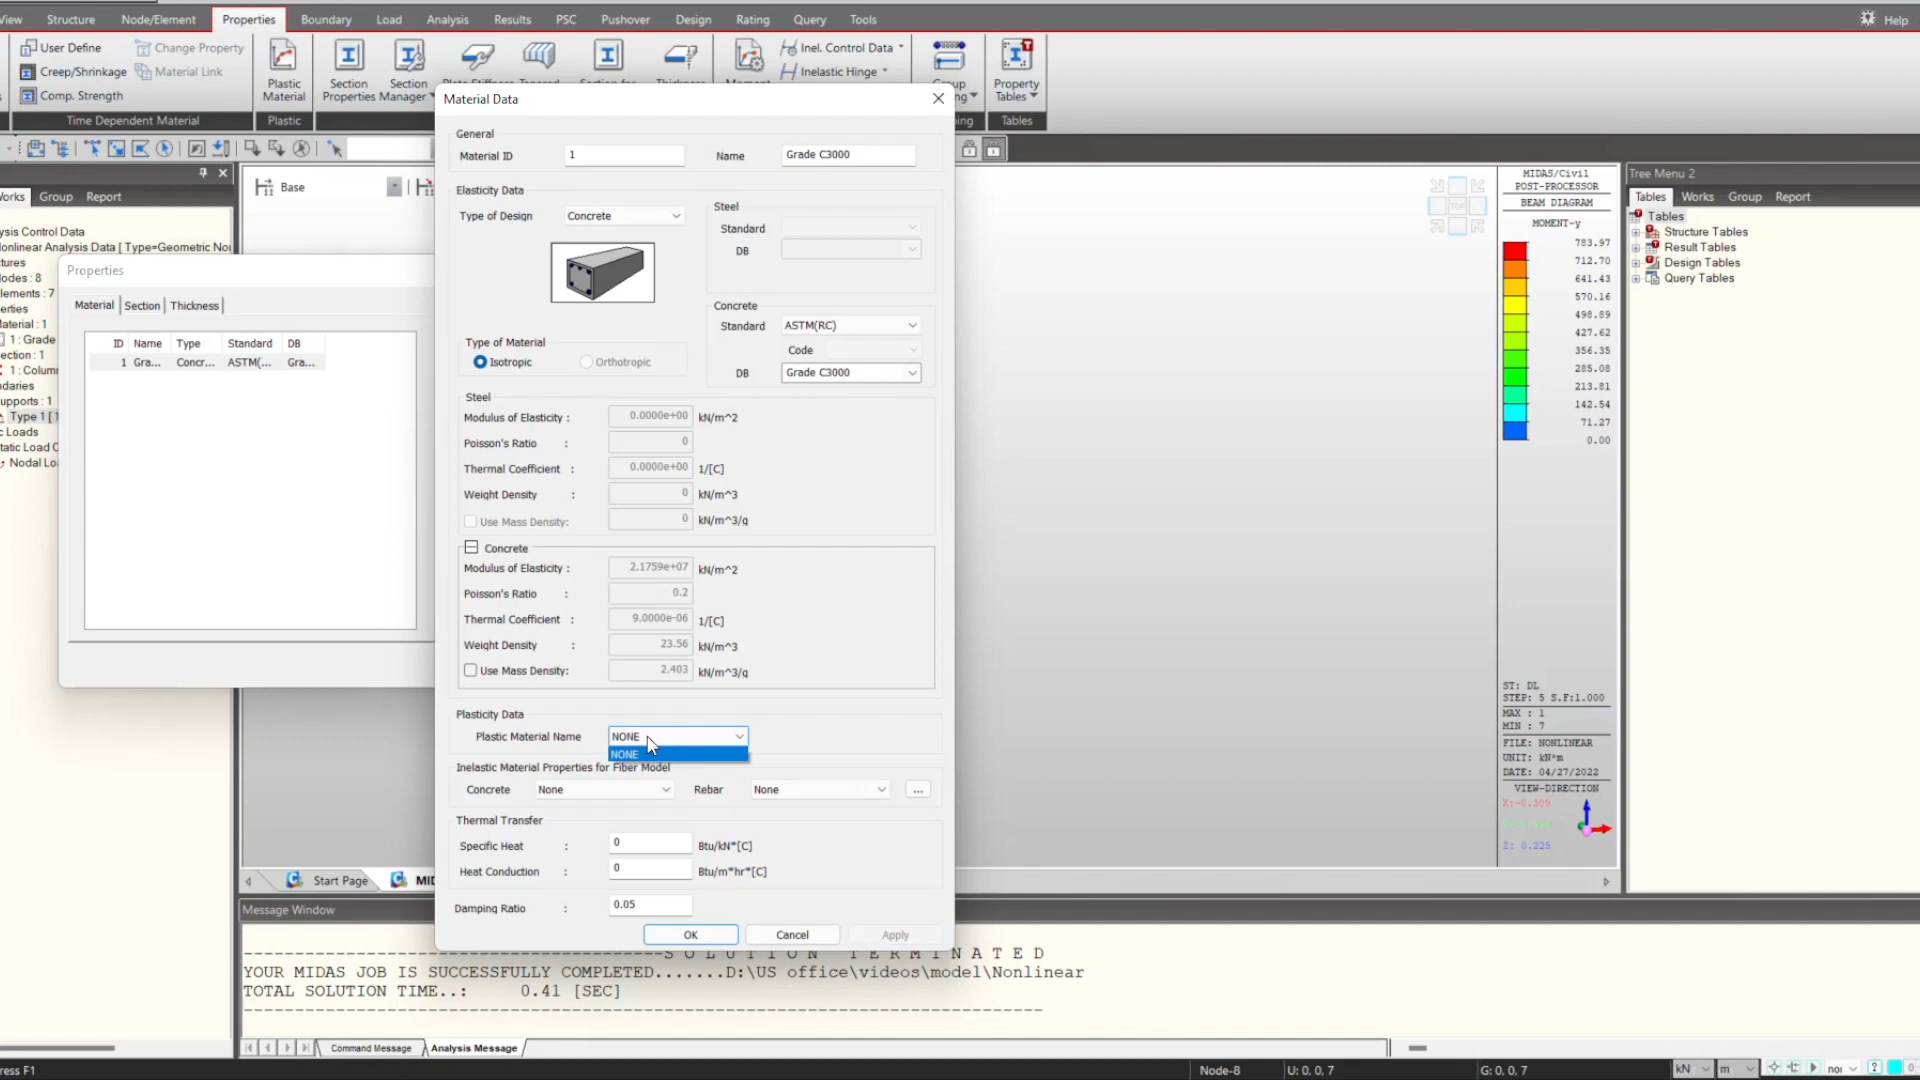 View Structure Node/Element Properties Boundary Load Analysis Results PSC Pushover Design Rating Query Tools Help
User Define Change Property
Creep/Shrinkage Material Link
Comp. Strength
Time Dependent Material
Plastic
Material
Plastic
Section
Properties
Section
Manager
Inel. Control Data
Inelastic Hinge
Property
Tables
Tables
Base
Group Report
Properties
Material Section Thickness
ID Name Type Standard DB
1 Gra... Concr... ASTM(... Gra...
Material Data
General
Material ID 1 Name Grade C3000
Elasticity Data
Type of Design Concrete
Steel
Standard
DB
Concrete
Standard ASTM(RC)
Code
DB Grade C3000
Type of Material
Isotropic Orthotropic
Steel
Modulus of Elasticity : 0.0000e+00 kN/m^2
Poisson's Ratio : 0
Thermal Coefficient : 0.0000e+00 1/[C]
Weight Density : 0 kN/m^3
Use Mass Density: 0 kN/m^3/g
Concrete
Modulus of Elasticity : 2.1759e+07 kN/m^2
Poisson's Ratio : 0.2
Thermal Coefficient : 9.0000e-06 1/[C]
Weight Density : 23.56 kN/m^3
Use Mass Density: 2.403 kN/m^3/g
Plasticity Data
Plastic Material Name NONE
NONE
Inelastic Material Properties for Fiber Model
Concrete None Rebar None ...
Thermal Transfer
Specific Heat : 0 Btu/kN*[C]
Heat Conduction : 0 Btu/m*hr*[C]
Damping Ratio : 0.05
OK Cancel Apply
MIDAS/Civil
POST-PROCESSOR
BEAM DIAGRAM
MOMENT-y
783.97
712.70
641.43
570.16
498.89
427.62
356.35
285.08
213.81
142.54
71.27
0.00
ST: DL
STEP: 5 S.F:1.000
MAX : 1
MIN : 7
FILE: NONLINEAR
UNIT: kN*m
DATE: 04/27/2022
VIEW-DIRECTION
X:-0.309
Z: 0.225
Tree Menu 2
Tables Works Group Report
Tables
Structure Tables
Result Tables
Design Tables
Query Tables
Start Page
Message Window
SOLUTION TERMINATED
YOUR MIDAS JOB IS SUCCESSFULLY COMPLETED.......D:\US office\videos\model\Nonlinear
TOTAL SOLUTION TIME..: 0.41 [SEC]
Command Message Analysis Message
ress F1 Node-8 U: 0, 0, 7 G: 0, 0, 7 kN m